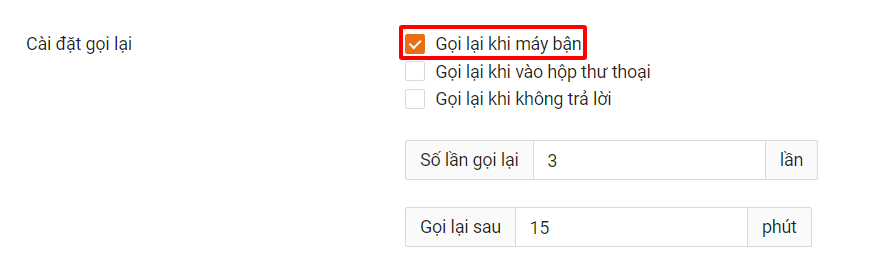 Cài đặt gọi lại
Gọi lại khi máy bận
Gọi lại khi vào hộp thư thoại
Gọi lại khi không trả lời
Số lần gọi lại 3 lần
Gọi lại sau 15 phút